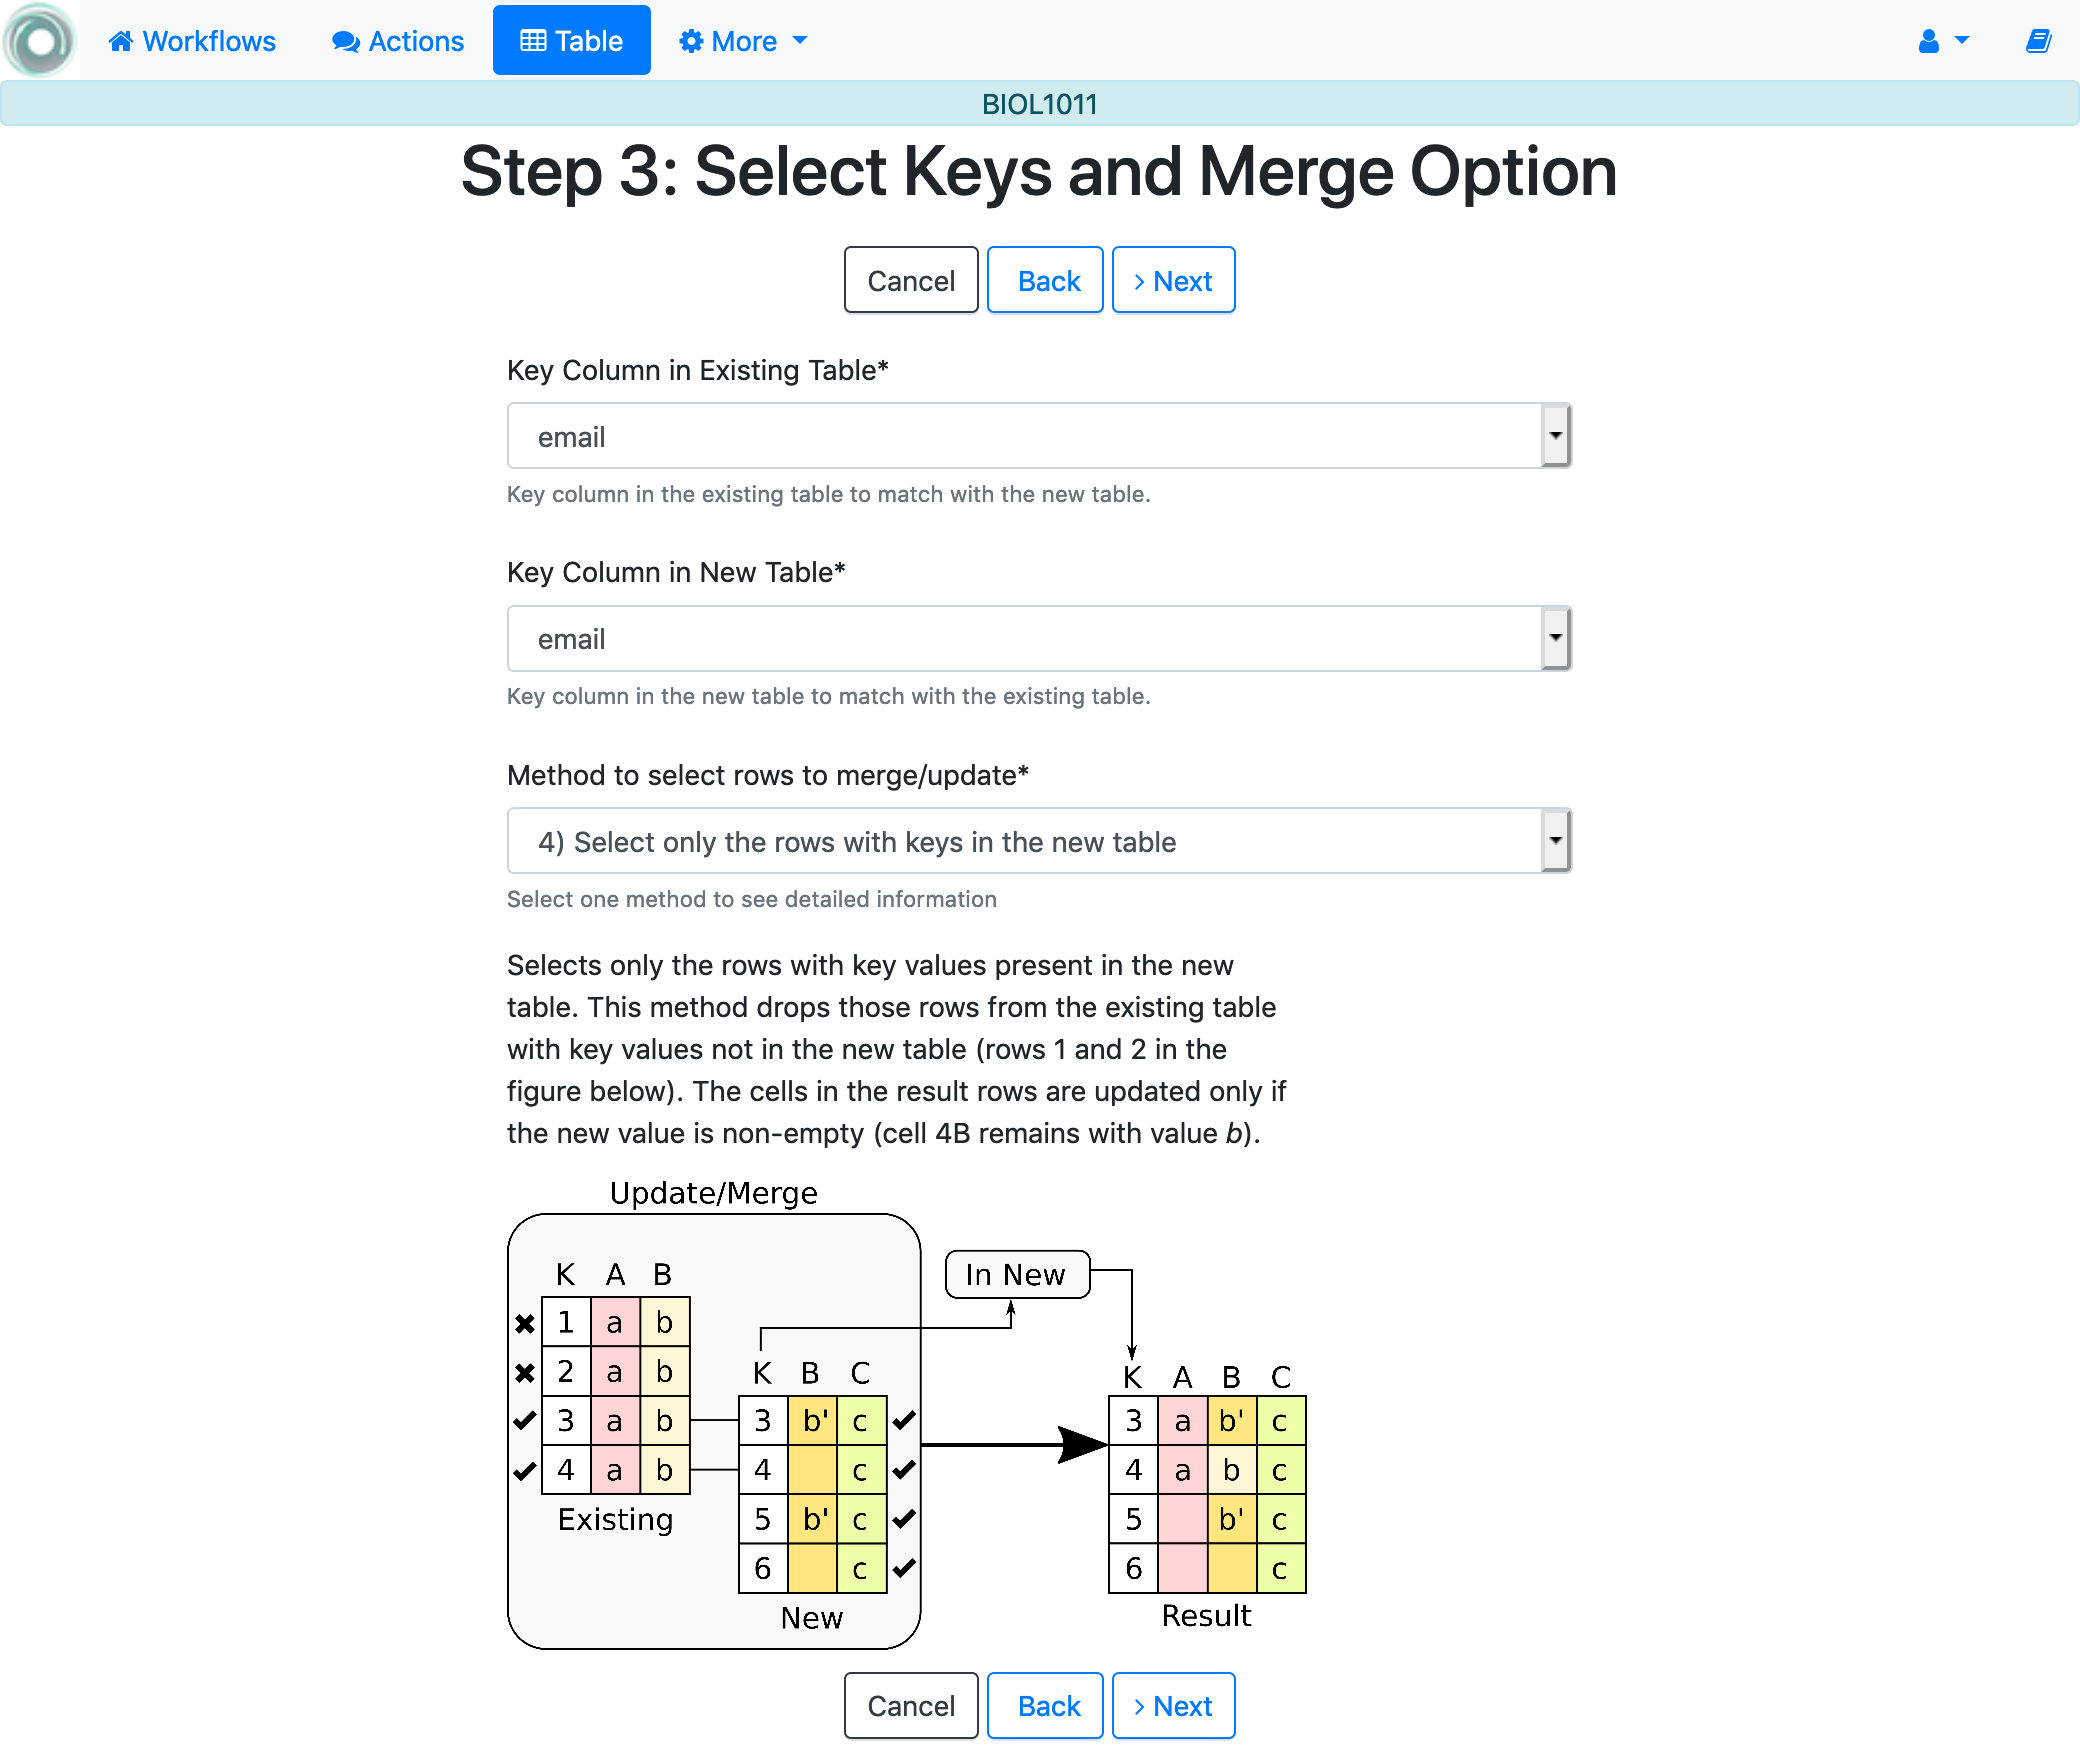 Workflows Actions Table More
BIOL1011
Step 3: Select Keys and Merge Option
Cancel Back Next
Key Column in Existing Table*
email
Key column in the existing table to match with the new table.
Key Column in New Table*
email
Key column in the new table to match with the existing table.
Method to select rows to merge/update*
4) Select only the rows with keys in the new table
Select one method to see detailed information
Selects only the rows with key values present in the new
table. This method drops those rows from the existing table
with key values not in the new table (rows 1 and 2 in the
figure below). The cells in the result rows are updated only if
the new value is non-empty (cell 4B remains with value b).
Update/Merge
K A B
1 a b
2 a b
3 a b
4 a b
Existing
K B C
3 b' c
4 c
5 b' c
6 c
New
In New
K A B C
3 a b' c
4 a b c
5 b' c
6 c
Result
Cancel Back Next